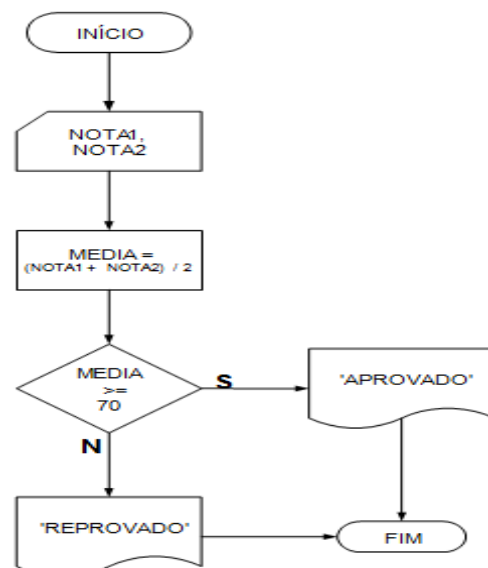 INÍCIO
NOTA1,
NOTA2
MEDIA =
(NOTA1 + NOTA2) / 2
MEDIA
>=
70
S
"APROVADO"
N
"REPROVADO"
FIM